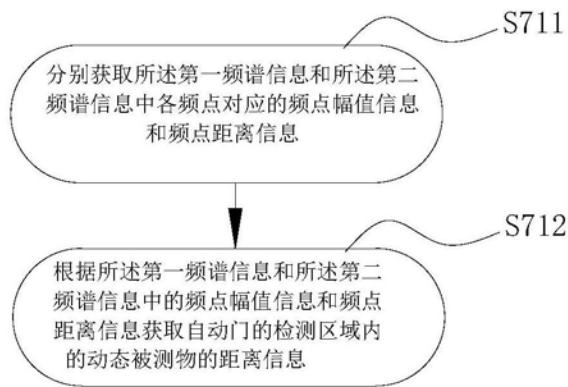 S711
分别获取所述第一频谱信息和所述第二
频谱信息中各频点对应的频点幅值信息
和频点距离信息
S712
根据所述第一频谱信息和所述第二
频谱信息中的频点幅值信息和频点
距离信息获取自动门的检测区域内
的动态被测物的距离信息